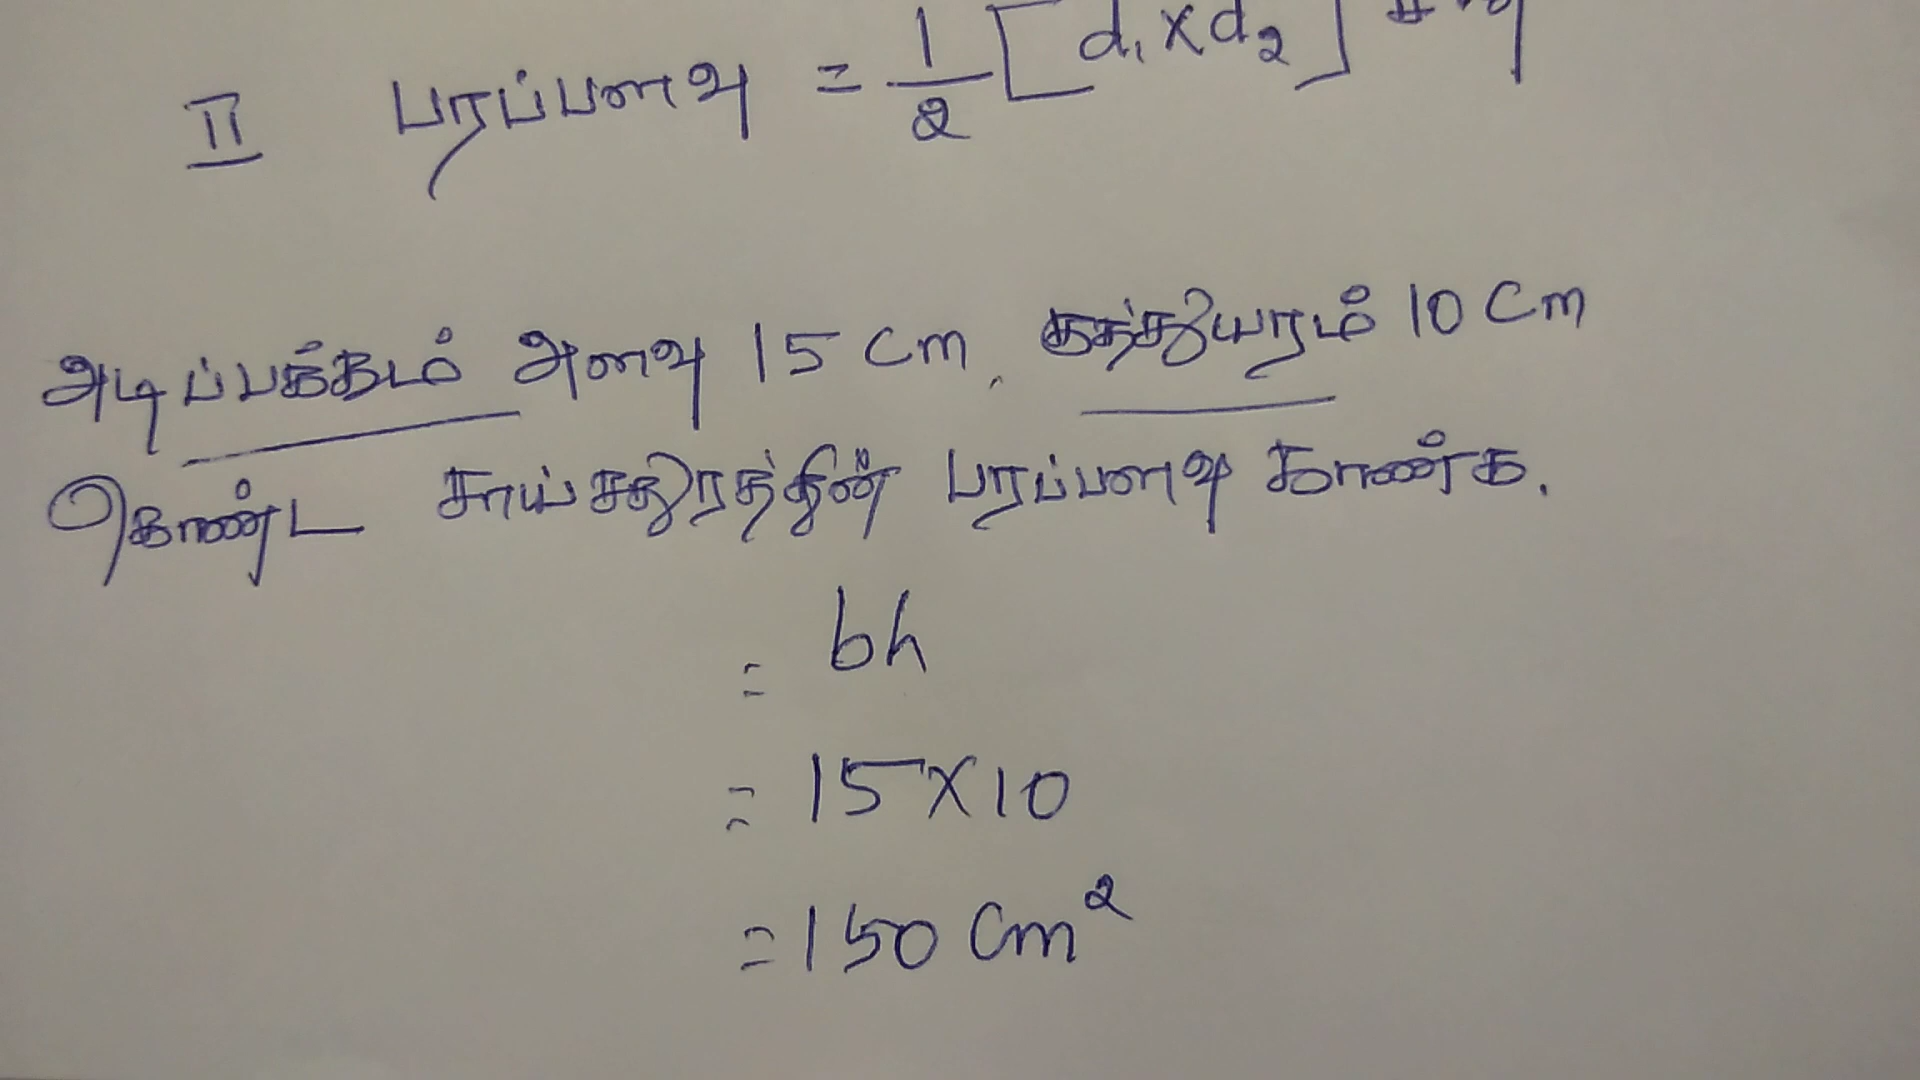 II பரப்பளவு = 1/2 [d₁ x d₂]
அடிப்பக்கம் அளவு 15 cm, குத்துயரம் 10 cm
கொண்ட சாய்சதுரத்தின் பரப்பளவு காண்க.
= bh
= 15 x 10
= 150 cm²